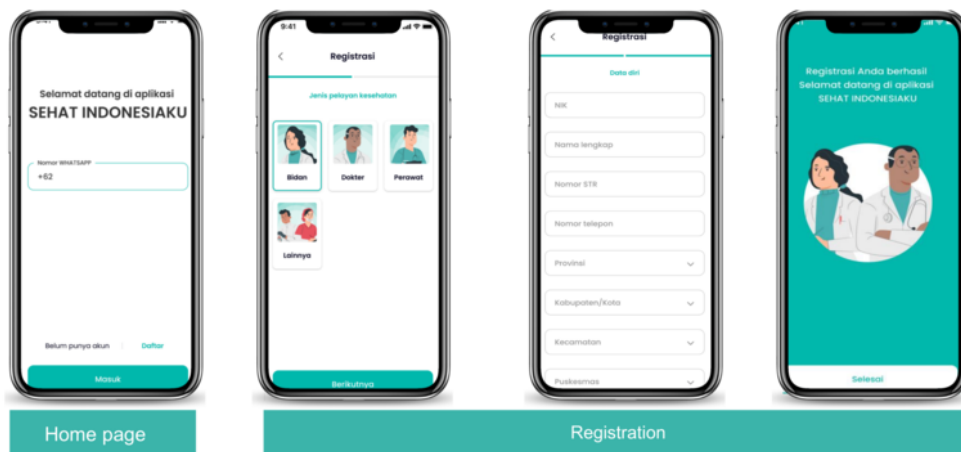 Selamat datang di aplikasi
SEHAT INDONESIAKU
Nomor WHATSAPP
+62
Belum punya akun
Daftar
Masuk
Home page
9:41
Registrasi
Jenis pelayan kesehatan
Bidan
Dokter
Perawat
Lainnya
Berikutnya
Registrasi
Data diri
NIK
Nama lengkap
Nomor STR
Nomor telepon
Provinsi
Kabupaten/Kota
Kecamatan
Puskesmas
Registrasi Anda berhasil
Selamat datang di aplikasi
SEHAT INDONESIAKU
Selesai
Registration